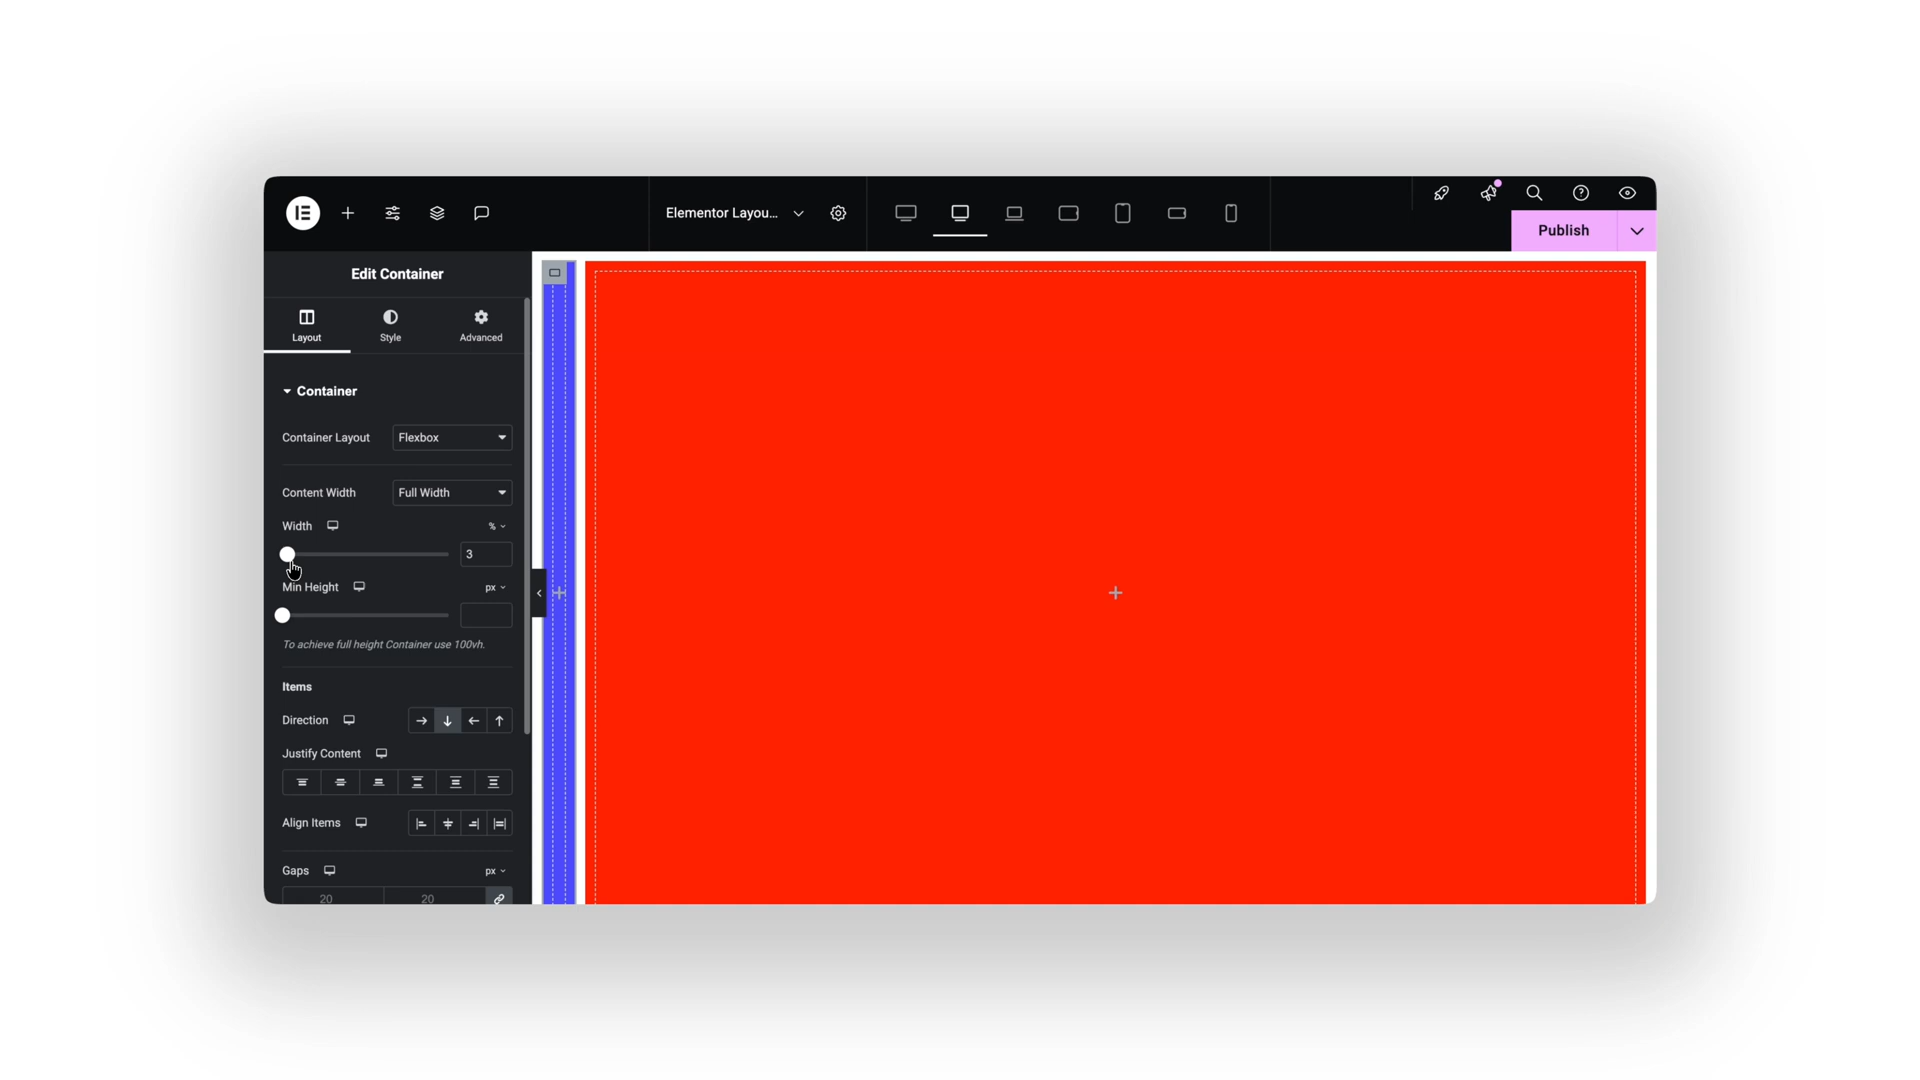 Elementor Layou...
Publish
Edit Container
Layout
Style
Advanced
Container
Container Layout
Flexbox
Content Width
Full Width
Width
%
3
Min Height
px
To achieve full height Container use 100vh.
Items
Direction
Justify Content
Align Items
Gaps
px
20
20